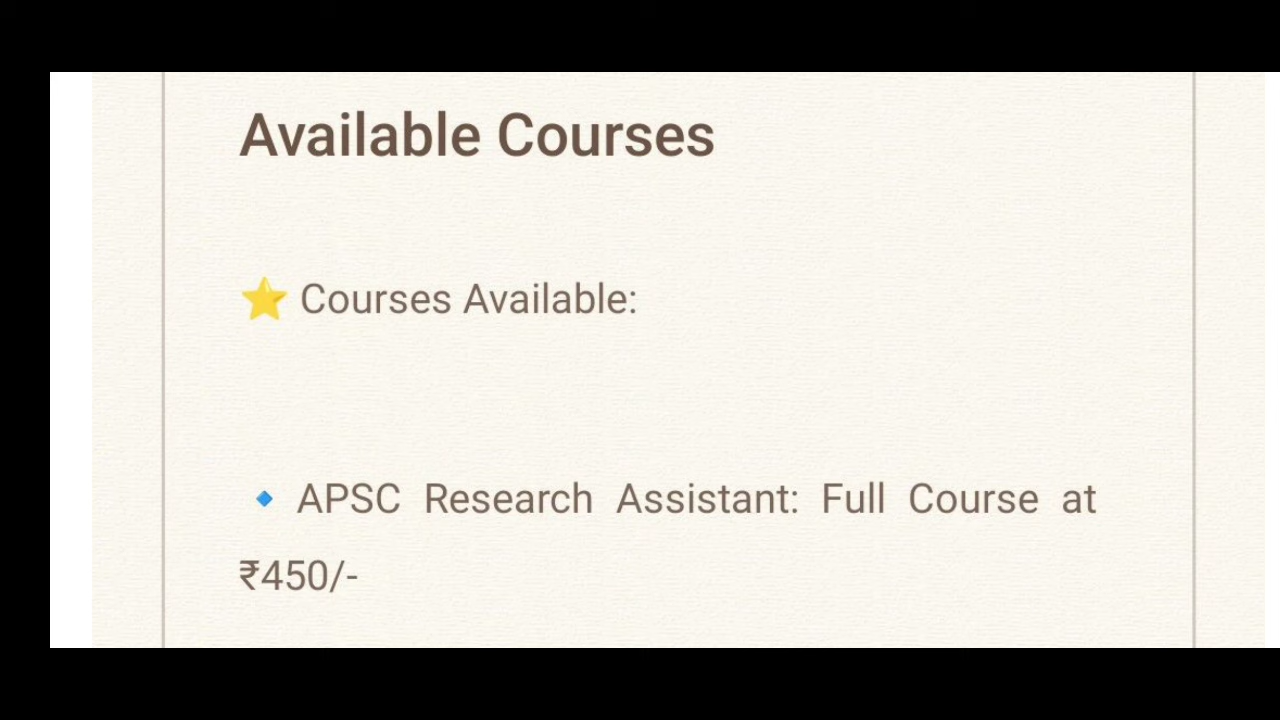 Available Courses
⭐ Courses Available:
🔹 APSC Research Assistant: Full Course at
₹450/-